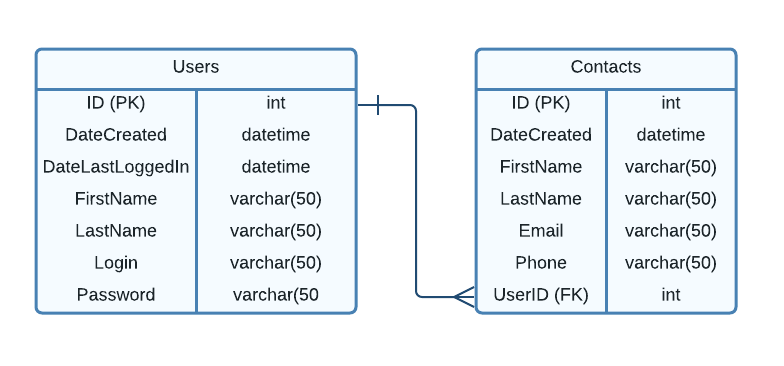 Users
ID (PK) int
DateCreated datetime
DateLastLoggedIn datetime
FirstName varchar(50)
LastName varchar(50)
Login varchar(50)
Password varchar(50
Contacts
ID (PK) int
DateCreated datetime
FirstName varchar(50)
LastName varchar(50)
Email varchar(50)
Phone varchar(50)
UserID (FK) int